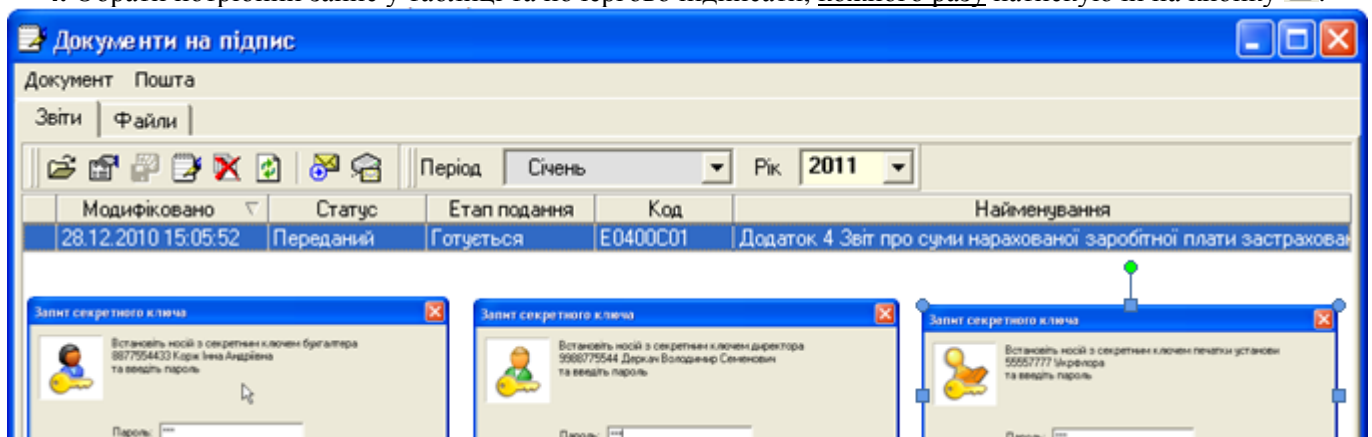 Документи на підпис
Документ Пошта
Звіти Файли
Період Січень Рік 2011
Модифіковано Статус Етап подання Код Найменування
28.12.2010 15:05:52 Переданий Готується E0400C01 Додаток 4 Звіт про суми нарахованої заробітної плати застрахован
Запит секретного ключа
Встановіть носій з секретним ключем бухгалтера
8877554433 Корж Інна Андріївна
та введіть пароль
Пароль: ***
Запит секретного ключа
Встановіть носій з секретним ключем директора
9988775544 Деркач Володимир Семенович
та введіть пароль
Пароль: ***
Запит секретного ключа
Встановіть носій з секретним ключем печатки установи
55557777 Укрфлора
та введіть пароль
Пароль: ***